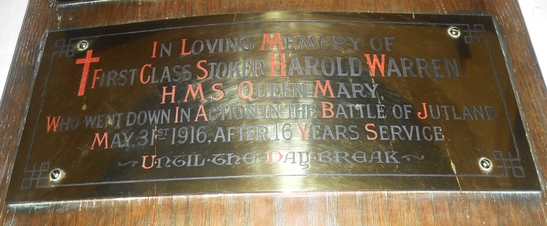 In Loving Memory of
First Class Stoker Harold Warren
H.M.S Queen Mary
Who went down in Action in the Battle of Jutland
May 31st 1916, after 16 Years Service.
~Until·the·Day·Break~